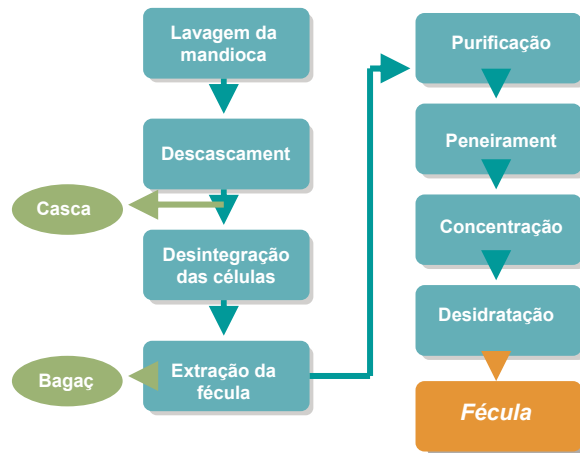 Lavagem da
mandioca
Descascament
Casca
Desintegração
das células
Extração da
fécula
Bagaç
Purificação
Peneirament
Concentração
Desidratação
Fécula